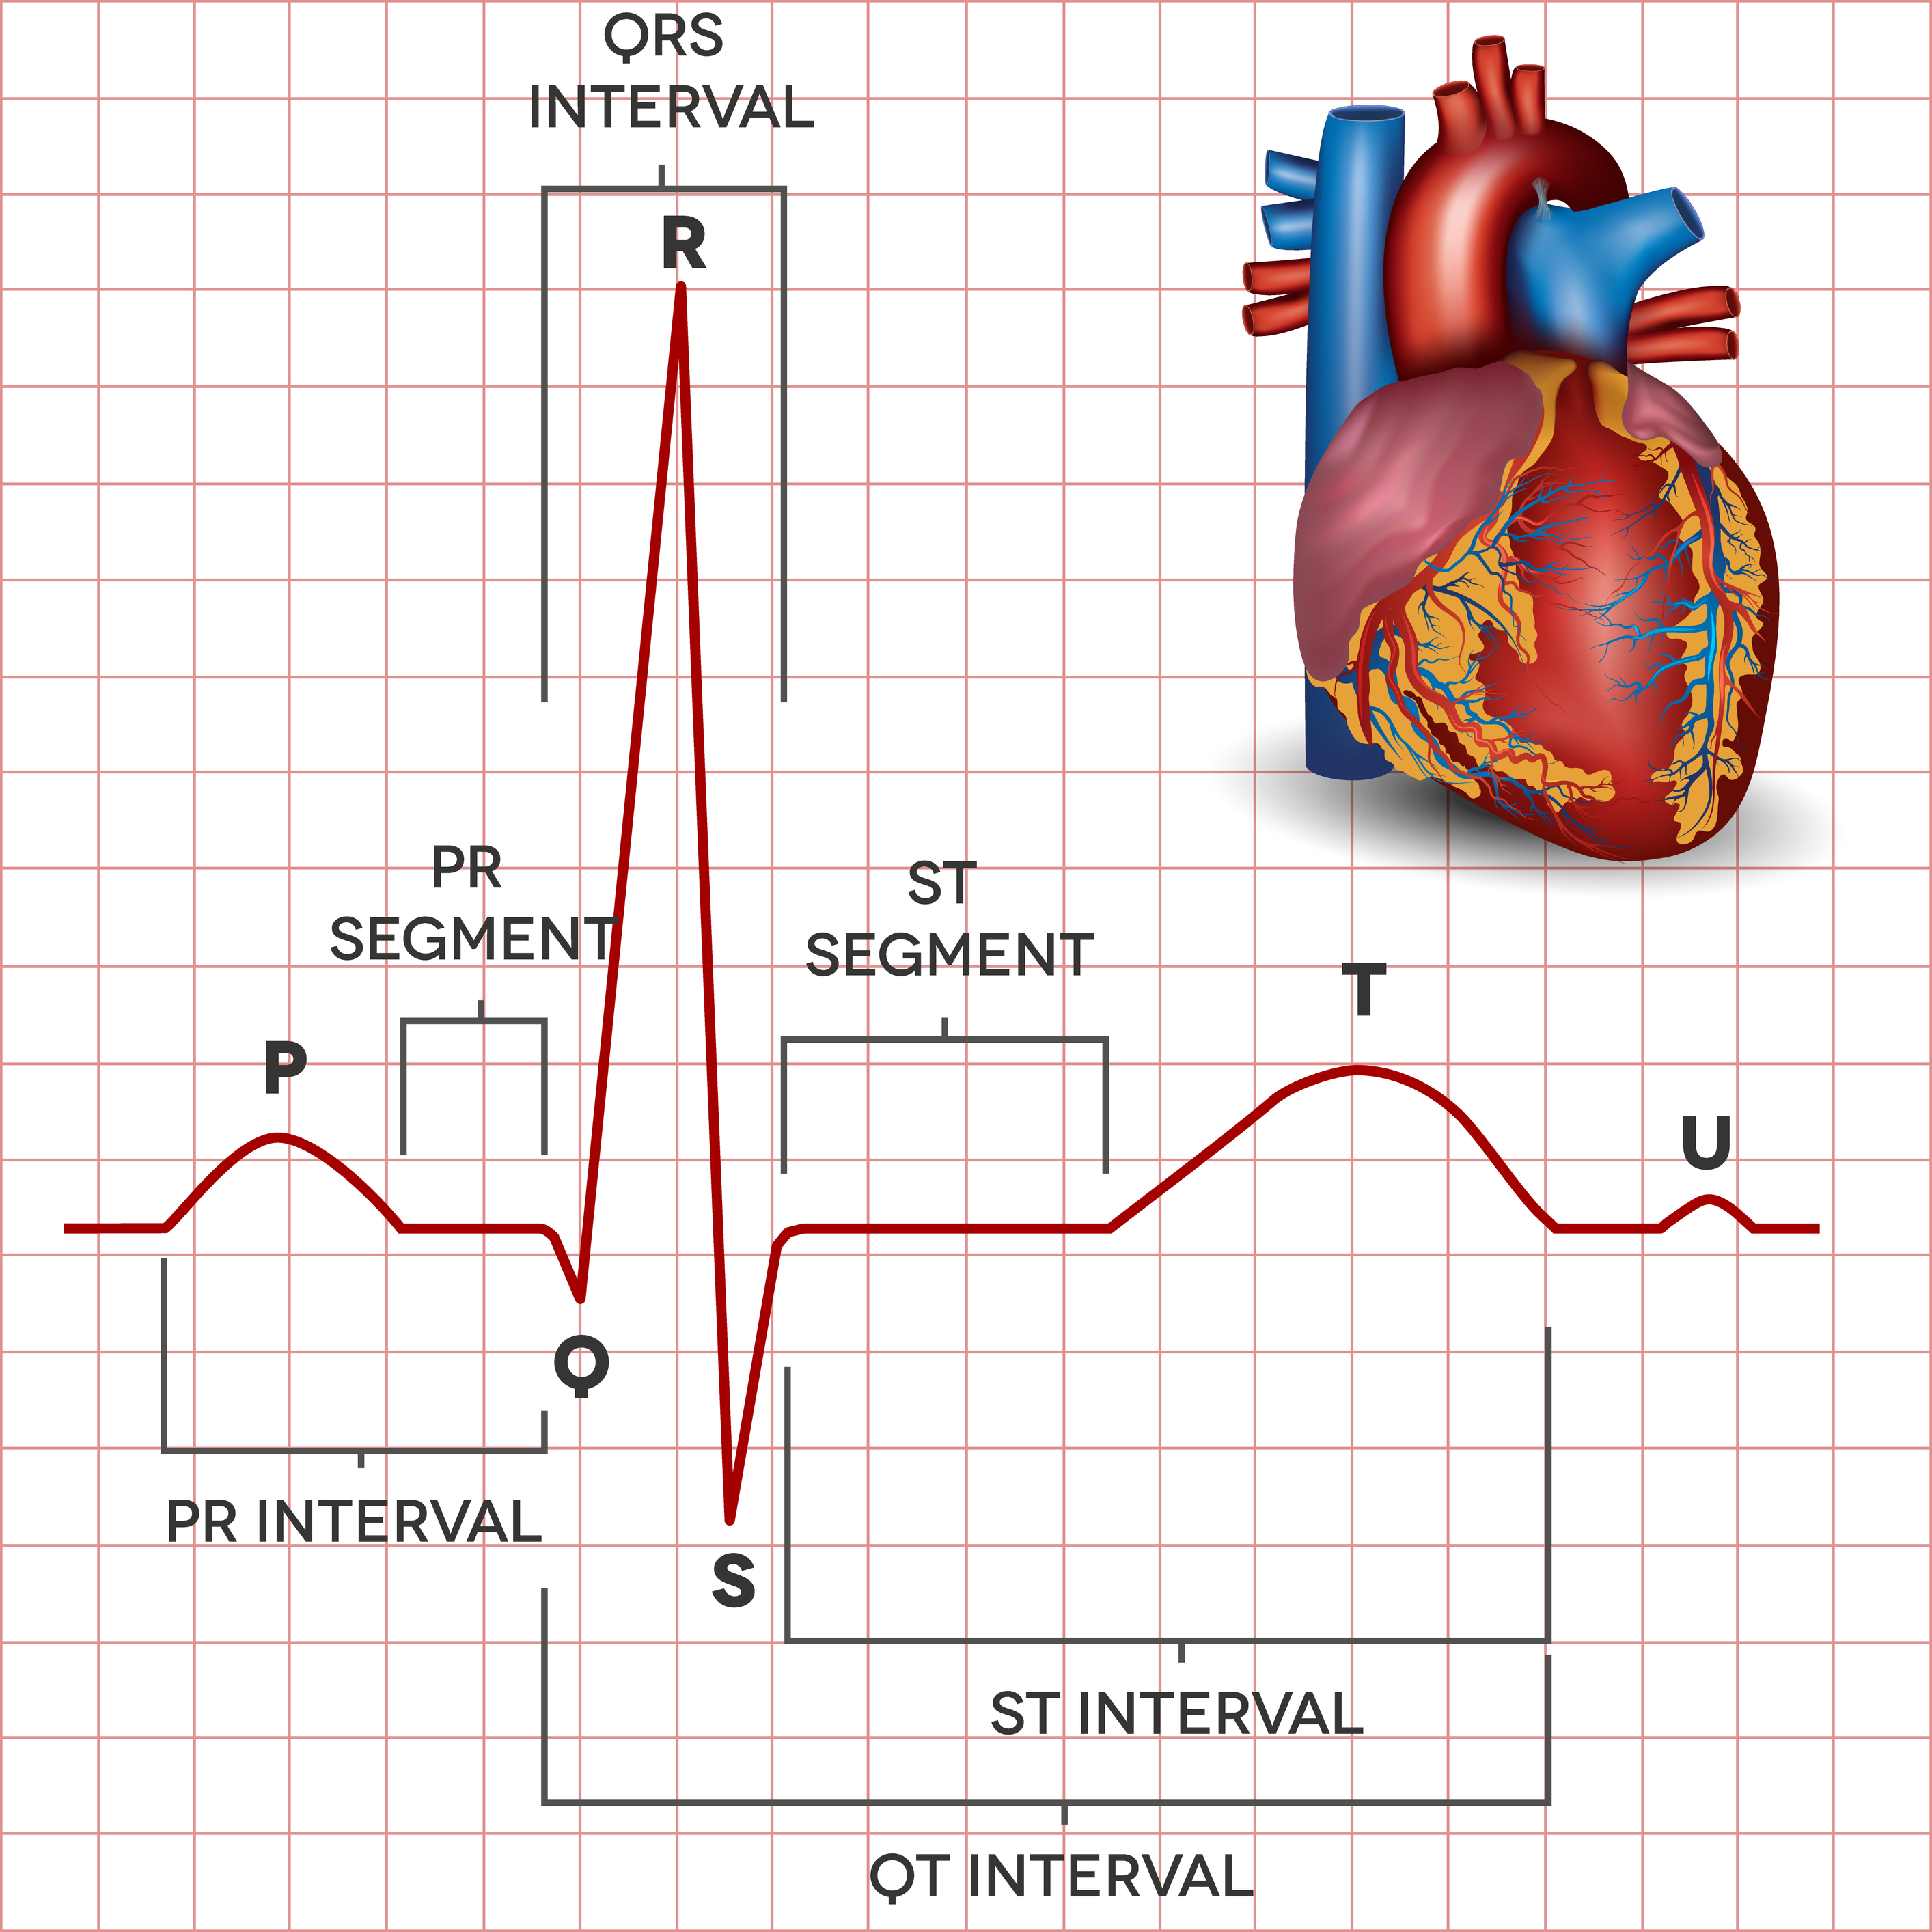 QRS
INTERVAL
R
PR
SEGMENT
ST
SEGMENT
T
P
U
Q
PR INTERVAL
S
ST INTERVAL
QT INTERVAL